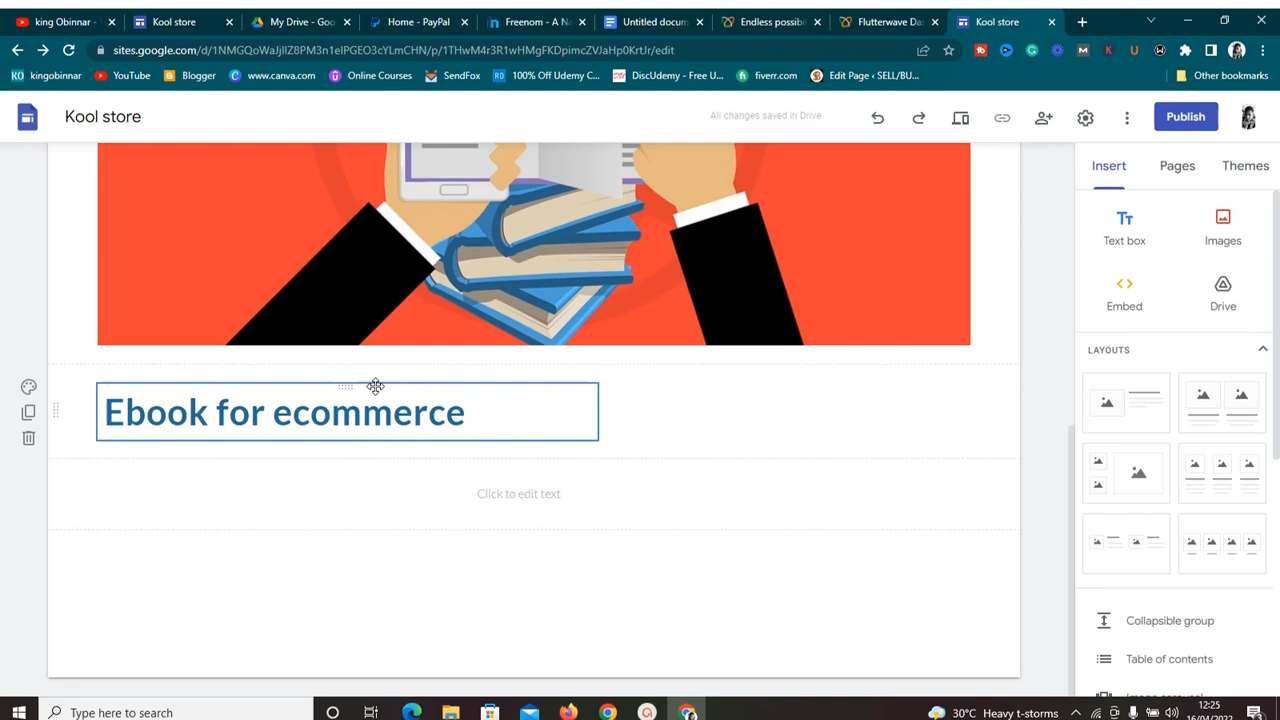 king Obinnar -
Kool store
My Drive - Goo
Home - PayPal
Freenom - A Na
Untitled docum
Endless possibi
Flutterwave Da
Kool store
sites.google.com/d/1NMGQoWaJjllZ8PM3n1elPGEO3cYLmCHN/p/1THwM4r3R1wHMgFKDpimcZVJaHp0KrtJr/edit
kingobinnar
YouTube
Blogger
www.canva.com
Online Courses
SendFox
100% Off Udemy C...
DiscUdemy - Free U...
fiverr.com
Edit Page ‹ SELL/BU...
Other bookmarks
Kool store
All changes saved in Drive
Publish
Insert
Pages
Themes
Tт
Text box
Images
Embed
Drive
LAYOUTS
Ebook for ecommerce
Click to edit text
Collapsible group
Table of contents
Type here to search
30°C Heavy t-storms
12:25